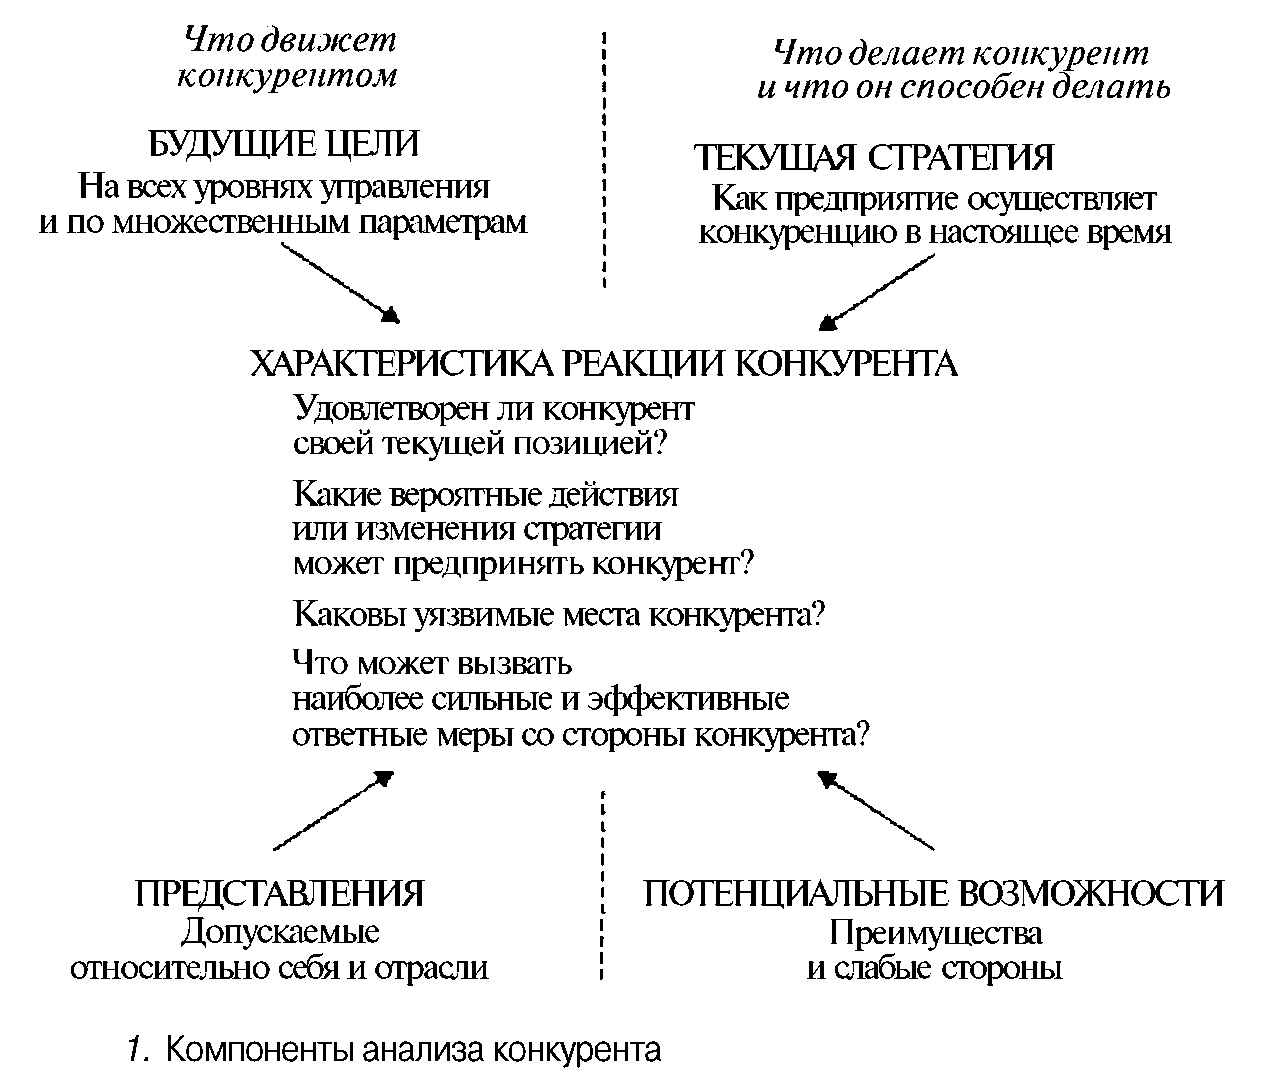 Что движет
конкурентом
Что делает конкурент
и что он способен делать
БУДУЩИЕ ЦЕЛИ
На всех уровнях управления
и по множественным параметрам
ТЕКУЩАЯ СТРАТЕГИЯ
Как предприятие осуществляет
конкуренцию в настоящее время
ХАРАКТЕРИСТИКА РЕАКЦИИ КОНКУРЕНТА
Удовлетворен ли конкурент
своей текущей позицией?
Какие вероятные действия
или изменения стратегии
может предпринять конкурент?
Каковы уязвимые места конкурента?
Что может вызвать
наиболее сильные и эффективные
ответные меры со стороны конкурента?
ПРЕДСТАВЛЕНИЯ
Допускаемые
относительно себя и отрасли
ПОТЕНЦИАЛЬНЫЕ ВОЗМОЖНОСТИ
Преимущества
и слабые стороны
1. Компоненты анализа конкурента